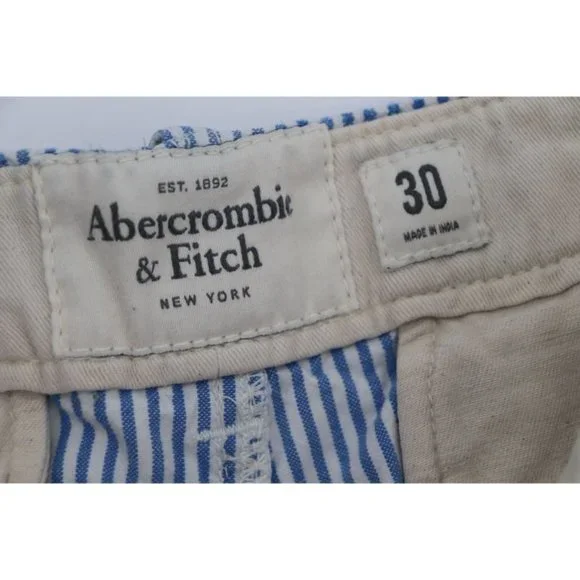 EST. 1892
Abercrombie
& Fitch
NEW YORK
30
MADE IN INDIA